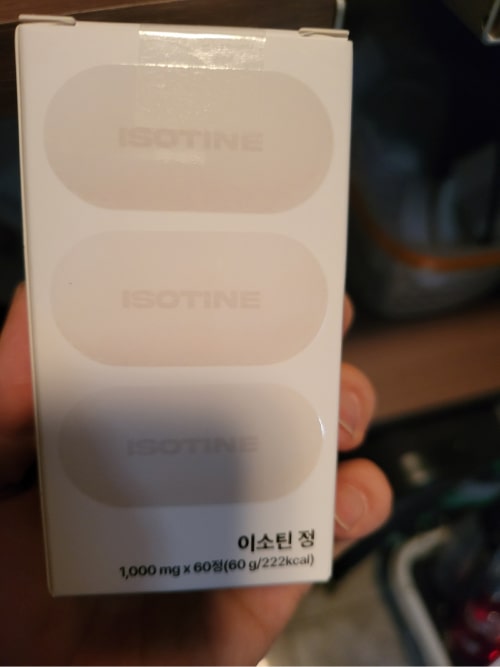 ISOTINE
ISOTINE
ISOTINE
이소틴 정
1,000 mg x 60정(60 g/222kcal)